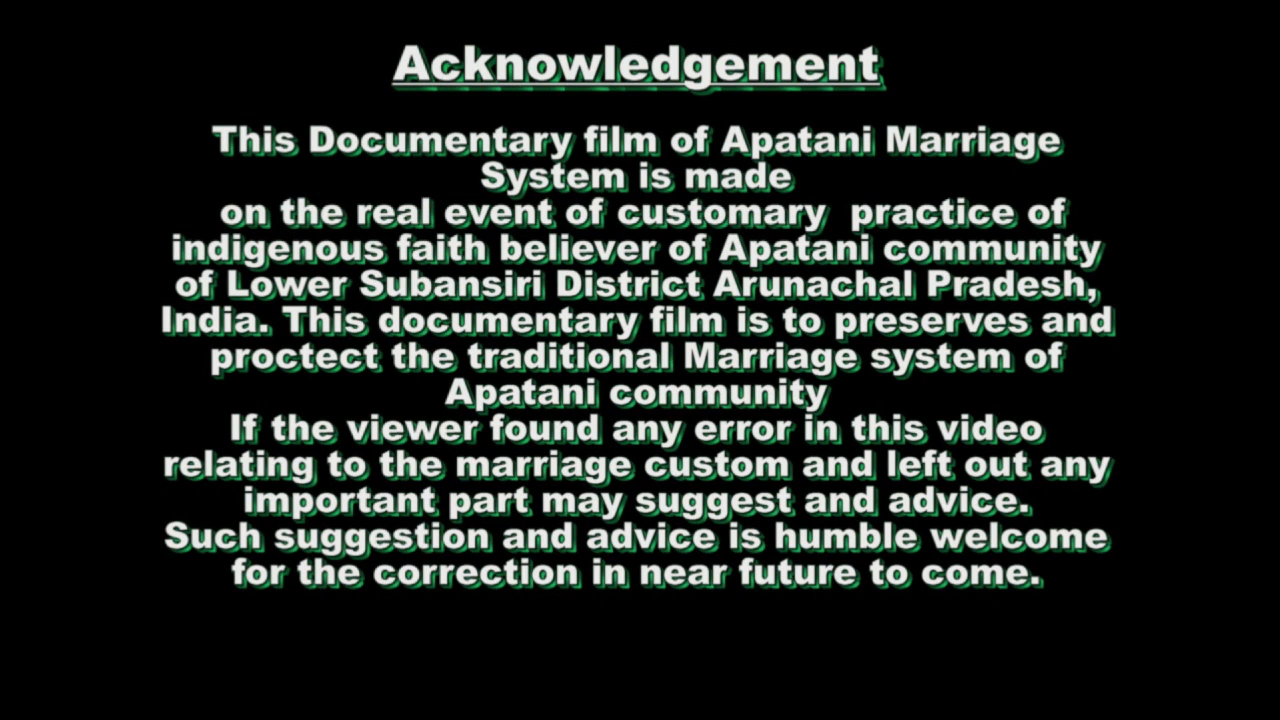 Acknowledgement
This Documentary film of Apatani Marriage
System is made
on the real event of customary  practice of
indigenous faith believer of Apatani community
of Lower Subansiri District Arunachal Pradesh,
India. This documentary film is to preserves and
proctect the traditional Marriage system of
Apatani community
If the viewer found any error in this video
relating to the marriage custom and left out any
important part may suggest and advice.
Such suggestion and advice is humble welcome
for the correction in near future to come.